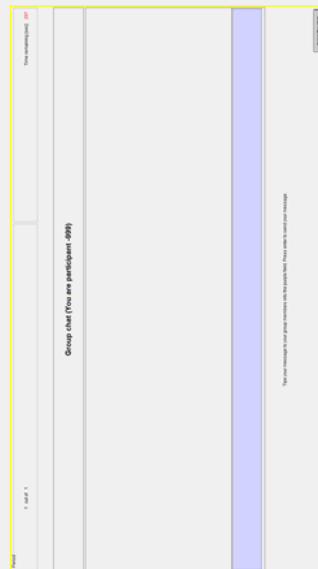 Period
1 out of 1
Time remaining [sec]: 297
Group chat (You are participant -999)
Type your message to your group members into the purple field. Press enter to send your message.